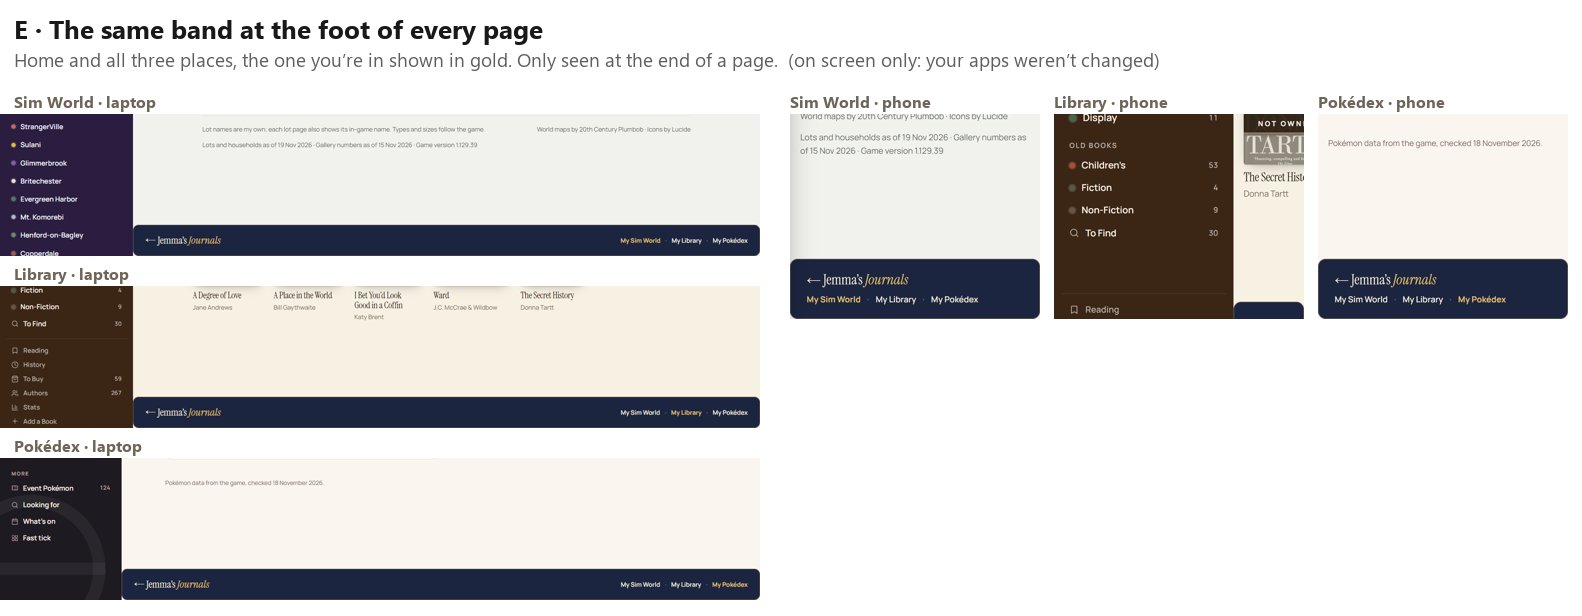 E · The same band at the foot of every page
Home and all three places, the one you're in shown in gold. Only seen at the end of a page.  (on screen only: your apps weren't changed)
Sim World · laptop
StrangerVille
Sulani
Glimmerbrook
Britechester
Evergreen Harbor
Mt. Komorebi
Henford-on-Bagley
Copperdale
Lot names are my own; each lot page also shows its in-game name. Types and sizes follow the game.
World maps by 20th Century Plumbob · Icons by Lucide
Lots and households as of 19 Nov 2026 · Gallery numbers as of 15 Nov 2026 · Game version 1.129.39
← Jemma's Journals
My Sim World · My Library · My Pokédex
Library · laptop
Fiction 4
Non-Fiction 9
To Find 30
Reading
History
To Buy 59
Authors 267
Stats
+ Add a Book
A Degree of Love
Jane Andrews
A Place in the World
Bill Gaythwaite
I Bet You'd Look
Good in a Coffin
Katy Brent
Ward
J.C. McCrae & Wildbow
The Secret History
Donna Tartt
← Jemma's Journals
My Sim World · My Library · My Pokédex
Pokédex · laptop
MORE
Event Pokémon 124
Looking for
What's on
Fast tick
Pokémon data from the game, checked 18 November 2026.
← Jemma's Journals
My Sim World · My Library · My Pokédex
Sim World · phone
World maps by 20th Century Plumbob · Icons by Lucide
Lots and households as of 19 Nov 2026 · Gallery numbers as
of 15 Nov 2026 · Game version 1.129.39
← Jemma's Journals
My Sim World · My Library · My Pokédex
Library · phone
Display 11
OLD BOOKS
Children's 53
Fiction 4
Non-Fiction 9
To Find 30
Reading
NOT OWN
TART
The Secret Hist
Donna Tartt
Pokédex · phone
Pokémon data from the game, checked 18 November 2026.
← Jemma's Journals
My Sim World · My Library · My Pokédex